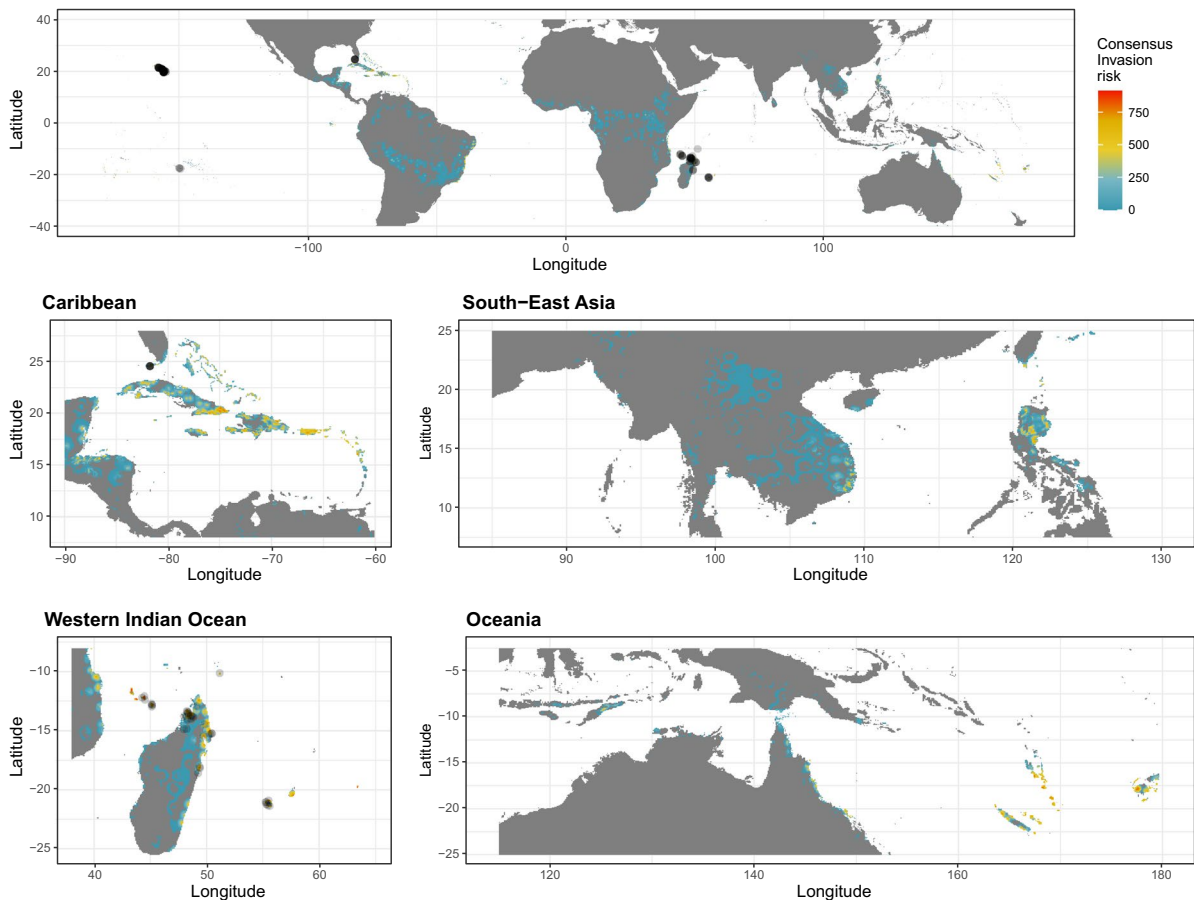 40
20
0
−20
−40
Latitude
−100
0
100
Longitude
Consensus
Invasion
risk
750
500
250
0
Caribbean
25
20
15
10
Latitude
−90
−80
−70
−60
Longitude
South−East Asia
25
20
15
10
Latitude
90
100
110
120
130
Longitude
Western Indian Ocean
−10
−15
−20
−25
Latitude
40
50
60
Longitude
Oceania
−5
−10
−15
−20
−25
Latitude
120
140
160
180
Longitude